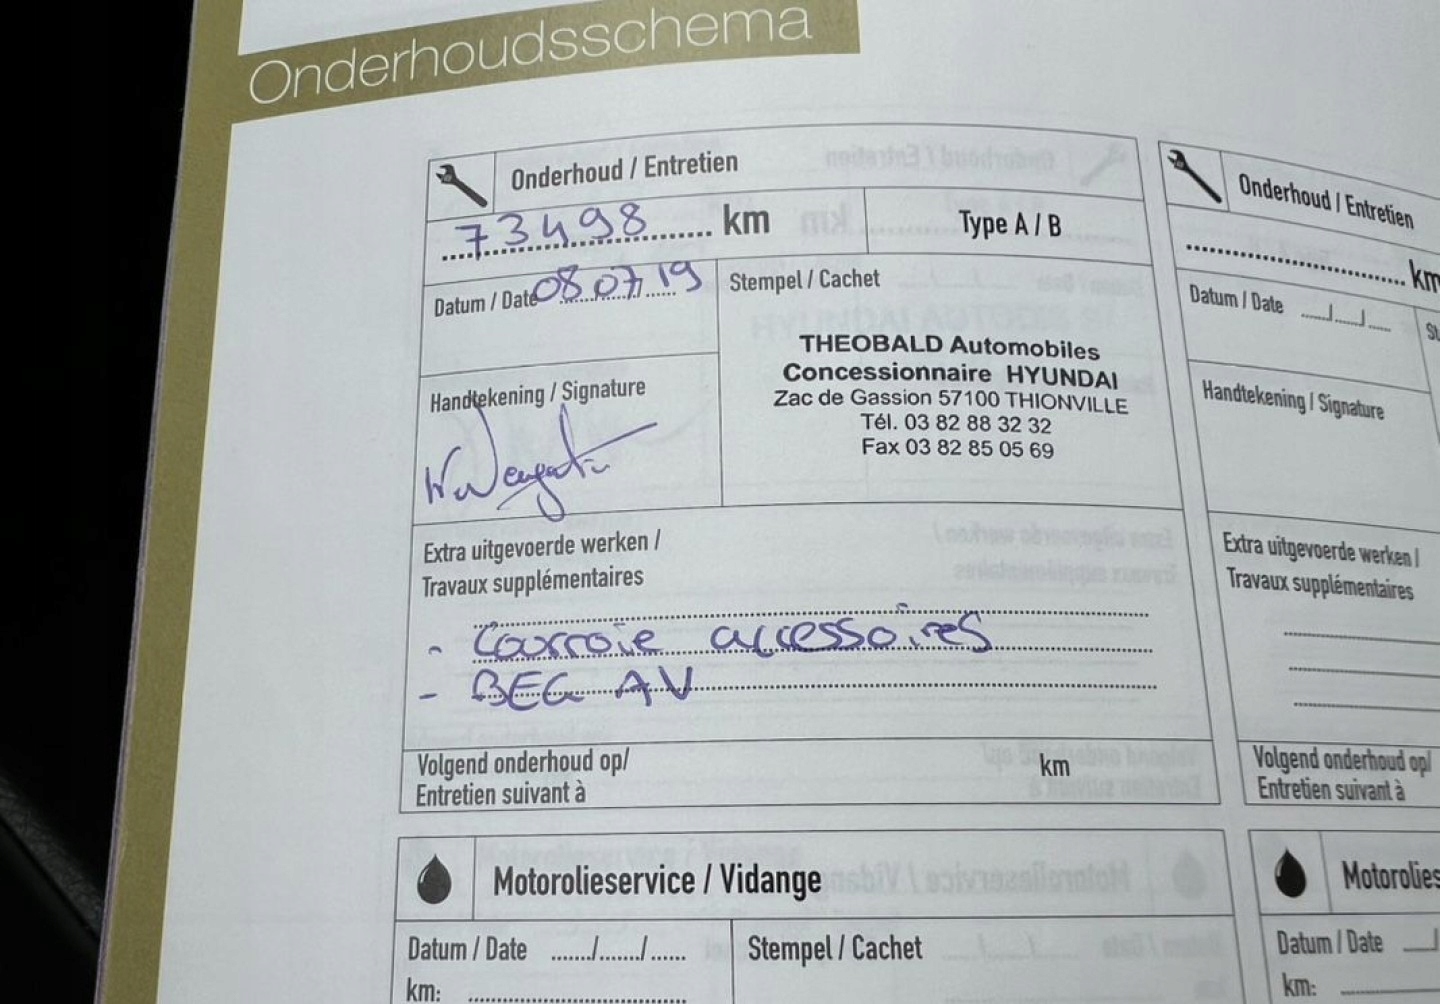 Onderhoudsschema
Onderhoud / Entretien
73498 km
Type A / B
Datum / Date 08/07/19
Stempel / Cachet
THEOBALD Automobiles
Concessionnaire HYUNDAI
Zac de Gassion 57100 THIONVILLE
Tél. 03 82 88 32 32
Fax 03 82 85 05 69
Handtekening / Signature
Extra uitgevoerde werken /
Travaux supplémentaires
- Courroie accessoires
- BEG AV
Volgend onderhoud op/
Entretien suivant à
km
Motorolieservice / Vidange
Datum / Date ....../....../......
Stempel / Cachet
km:
Onderhoud / Entretien
km
Datum / Date ..../..../....
St
Handtekening / Signature
Extra uitgevoerde werken /
Travaux supplémentaires
Volgend onderhoud op/
Entretien suivant à
Motorolies
Datum / Date
km: